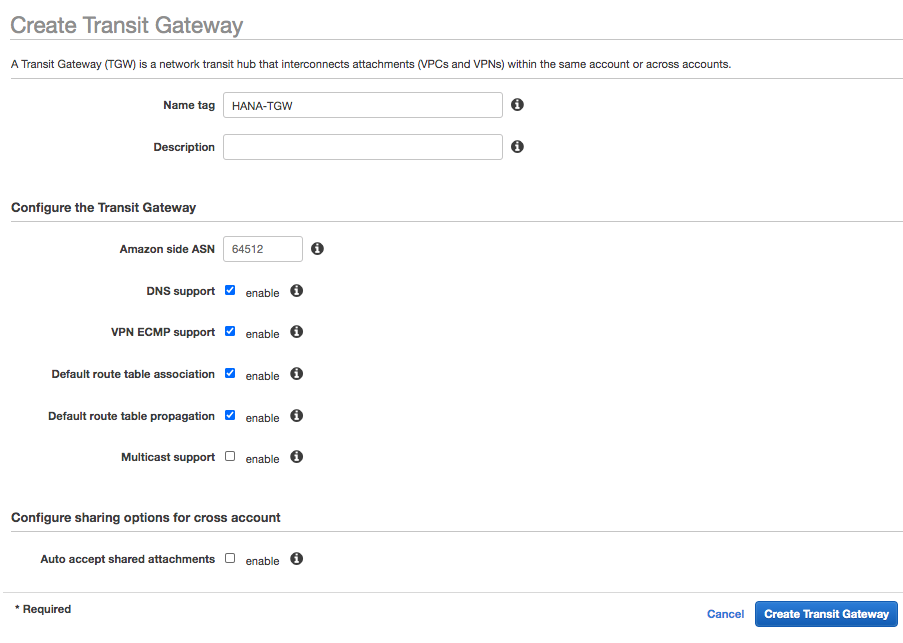 Create Transit Gateway
A Transit Gateway (TGW) is a network transit hub that interconnects attachments (VPCs and VPNs) within the same account or across accounts.
Name tag HANA-TGW
Description
Configure the Transit Gateway
Amazon side ASN 64512
DNS support enable
VPN ECMP support enable
Default route table association enable
Default route table propagation enable
Multicast support enable
Configure sharing options for cross account
Auto accept shared attachments enable
* Required Cancel Create Transit Gateway